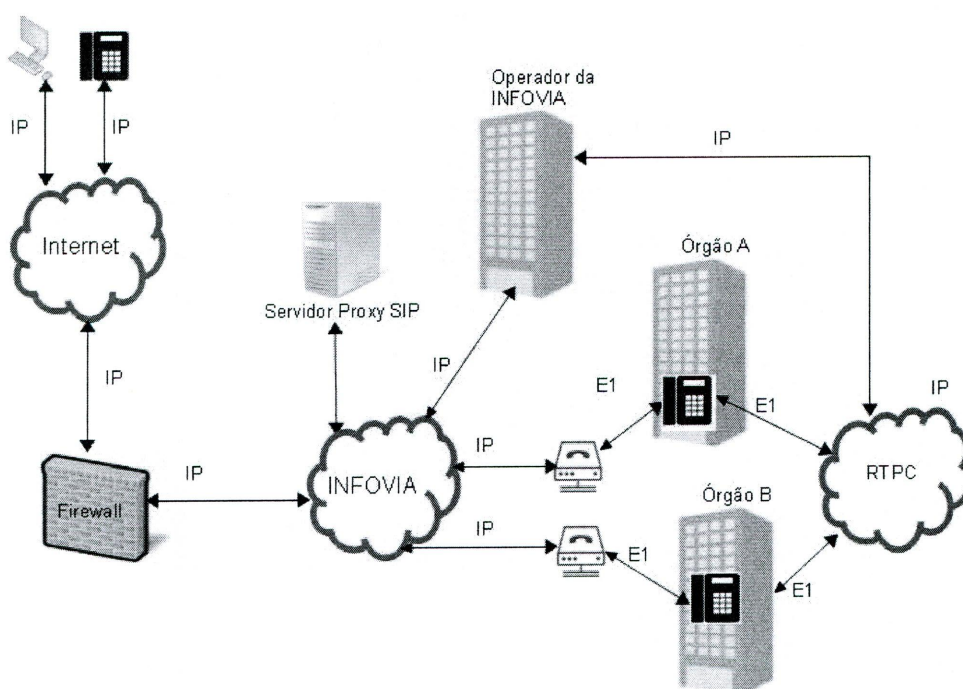 IP
IP
Operador da
INFOVIA
IP
Internet
Servidor Proxy SIP
Órgão A
IP
IP
E1
E1
IP
IP
IP
INFOVIA
RTPC
Firewall
Órgão B
IP
E1
E1